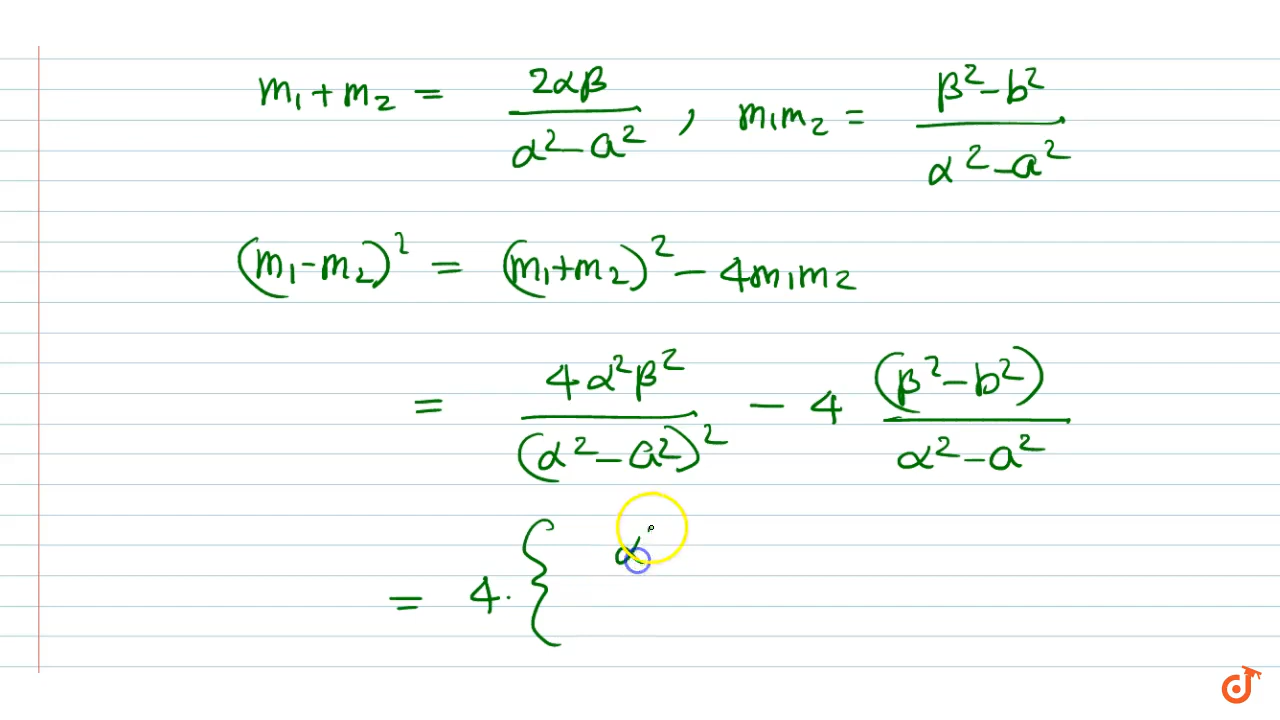 m₁+m₂ = 2αβ / α²-a² , m₁m₂ = β²-b² / α²-a²
(m₁-m₂)² = (m₁+m₂)² - 4m₁m₂
= 4α²β² / (α²-a²)² - 4 (β²-b²) / α²-a²
= 4. { α